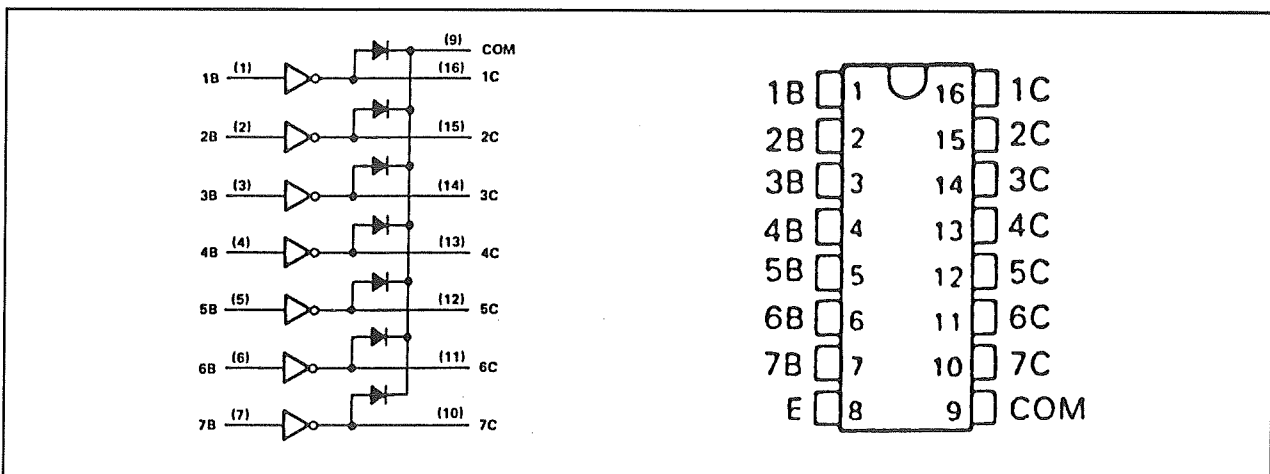 (9) COM
1B (1) (16) 1C
2B (2) (15) 2C
3B (3) (14) 3C
4B (4) (13) 4C
5B (5) (12) 5C
6B (6) (11) 6C
7B (7) (10) 7C
1B 1 16 1C
2B 2 15 2C
3B 3 14 3C
4B 4 13 4C
5B 5 12 5C
6B 6 11 6C
7B 7 10 7C
E 8 9 COM